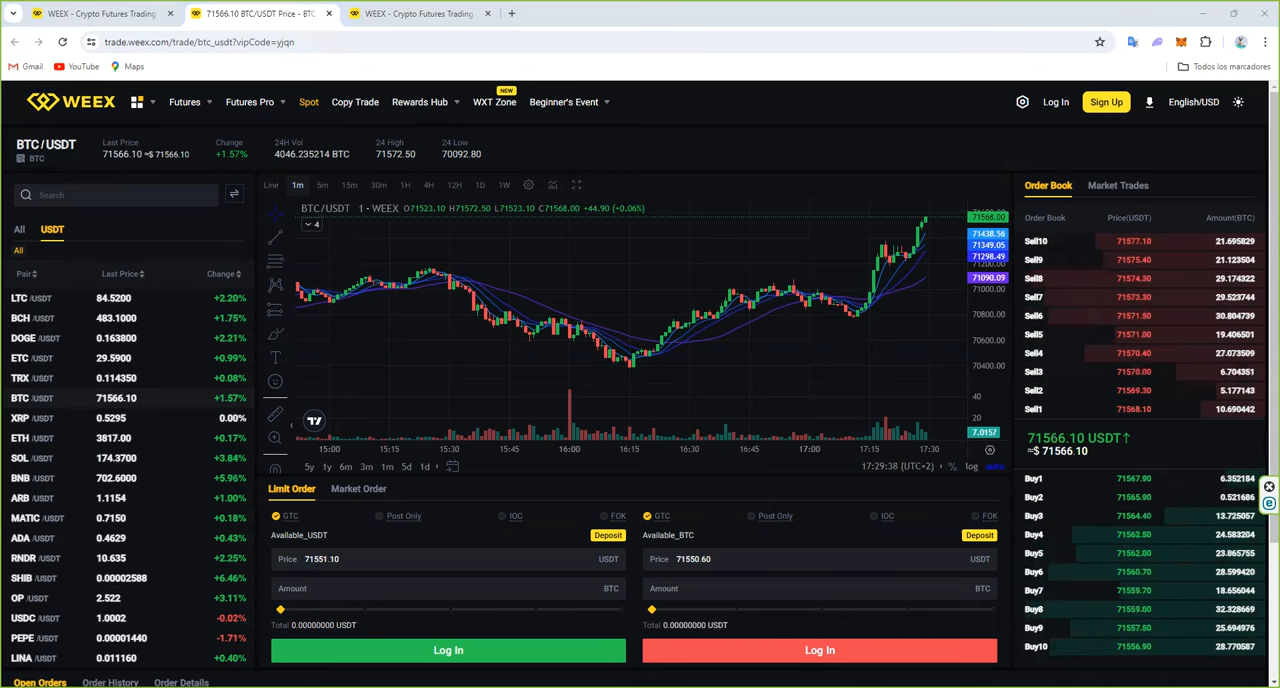 WEEX - Crypto Futures Trading
71566.10 BTC/USDT Price - BTC
WEEX - Crypto Futures Trading
trade.weex.com/trade/btc_usdt?vipCode=yjqn
Gmail YouTube Maps Todos los marcadores
WEEX Futures Futures Pro Spot Copy Trade Rewards Hub WXT Zone NEW Beginner's Event Log In Sign Up English/USD
BTC/USDT
BTC
Last Price
71566.10 ≈$ 71566.10
Change
+1.57%
24H Vol
4046.235214 BTC
24 High
71572.50
24 Low
70092.80
Search
All USDT
All
Pair Last Price Change
LTC /USDT 84.5200 +2.20%
BCH /USDT 483.1000 +1.75%
DOGE /USDT 0.163800 +2.21%
ETC /USDT 29.5900 +0.99%
TRX /USDT 0.114350 +0.08%
BTC /USDT 71566.10 +1.57%
XRP /USDT 0.5295 0.00%
ETH /USDT 3817.00 +0.17%
SOL /USDT 174.3700 +3.84%
BNB /USDT 702.6000 +5.96%
ARB /USDT 1.1154 +1.00%
MATIC /USDT 0.7150 +0.18%
ADA /USDT 0.4629 +0.43%
RNDR /USDT 10.635 +2.25%
SHIB /USDT 0.00002588 +6.46%
OP /USDT 2.522 +3.11%
USDC /USDT 1.0002 -0.02%
PEPE /USDT 0.00001440 -1.71%
LINA /USDT 0.011160 +0.40%
Line 1m 5m 15m 30m 1H 4H 12H 1D 1W
BTC/USDT · 1 · WEEX O71523.10 H71572.50 L71523.10 C71568.00 +44.90 (+0.06%)
4
71568.00
71438.56
71349.05
71298.49
71200.00
71090.09
71000.00
70800.00
70600.00
70400.00
40
20
7.0157
15:00 15:30 15:45 16:00 16:15 16:30 16:45 17:00 17:15 17:30
5y 1y 6m 3m 1m 5d 1d 17:29:38 (UTC+2) % log auto
Limit Order Market Order
GTC Post Only IOC FOK
Available_USDT Deposit
Price 71551.10 USDT
Amount BTC
Total 0.00000000 USDT
Log In
GTC Post Only IOC FOK
Available_BTC Deposit
Price 71550.60 USDT
Amount BTC
Total 0.00000000 USDT
Log In
Order Book Market Trades
Order Book Price(USDT) Amount(BTC)
Sell10 71577.10 21.695829
Sell9 71575.40 21.123504
Sell8 71574.30 29.174322
Sell7 71573.30 29.523744
Sell6 71571.50 30.804739
Sell5 71571.00 19.406501
Sell4 71570.40 27.073509
Sell3 71570.00 6.704351
Sell2 71569.30 5.177143
Sell1 71568.10 10.690442
71566.10 USDT↑
≈$ 71566.10
Buy1 71567.90 6.352184
Buy2 71565.90 0.521686
Buy3 71564.40 13.725057
Buy4 71562.50 24.583204
Buy5 71562.00 23.865755
Buy6 71560.70 28.599420
Buy7 71559.70 18.656044
Buy8 71559.00 32.328669
Buy9 71557.50 25.694976
Buy10 71556.90 28.770587
Open Orders Order History Order Details